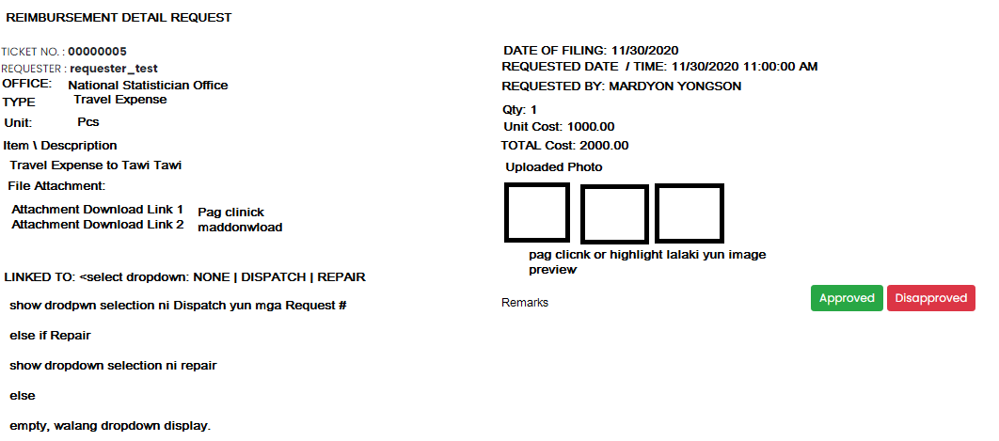 REIMBURSEMENT DETAIL REQUEST
TICKET NO. : 00000005
REQUESTER : requester_test
OFFICE: National Statistician Office
TYPE Travel Expense
Unit: Pcs
Item \ Descpription
Travel Expense to Tawi Tawi
File Attachment:
Attachment Download Link 1
Attachment Download Link 2
Pag clinick
maddonwload
LINKED TO: <select dropdown: NONE | DISPATCH | REPAIR
show drodpwn selection ni Dispatch yun mga Request #
else if Repair
show dropdown selection ni repair
else
empty, walang dropdown display.
DATE OF FILING: 11/30/2020
REQUESTED DATE / TIME: 11/30/2020 11:00:00 AM
REQUESTED BY: MARDYON YONGSON
Qty: 1
Unit Cost: 1000.00
TOTAL Cost: 2000.00
Uploaded Photo
pag clicnk or highlight lalaki yun image
preview
Remarks
Approved
Disapproved